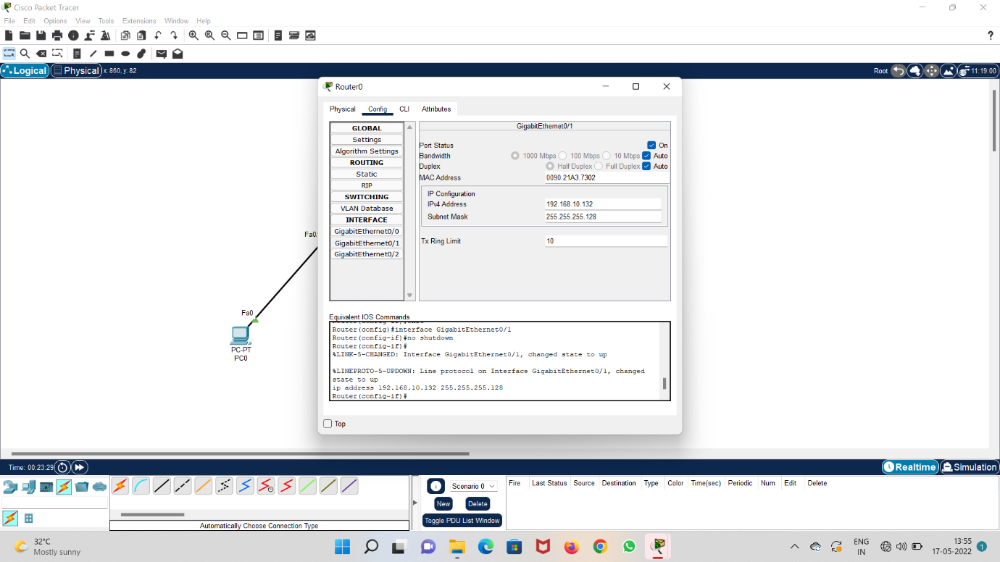 Cisco Packet Tracer
File Edit Options View Tools Extensions Window Help
Logical Physical x: 860, y: 82 Root 11:19:00
Router0
Physical Config CLI Attributes
GLOBAL
Settings
Algorithm Settings
ROUTING
Static
RIP
SWITCHING
VLAN Database
INTERFACE
GigabitEthernet0/0
GigabitEthernet0/1
GigabitEthernet0/2
GigabitEthernet0/1
Port Status On
Bandwidth 1000 Mbps 100 Mbps 10 Mbps Auto
Duplex Half Duplex Full Duplex Auto
MAC Address 0090.21A3.7302
IP Configuration
IPv4 Address 192.168.10.132
Subnet Mask 255.255.255.128
Tx Ring Limit 10
Equivalent IOS Commands
Router(config)#interface GigabitEthernet0/1
Router(config-if)#no shutdown
Router(config-if)#
%LINK-5-CHANGED: Interface GigabitEthernet0/1, changed state to up
%LINEPROTO-5-UPDOWN: Line protocol on Interface GigabitEthernet0/1, changed
state to up
ip address 192.168.10.132 255.255.255.128
Router(config-if)#
Top
Fa0
PC-PT
PC0
Time: 00:23:29 Realtime Simulation
Automatically Choose Connection Type
Scenario 0
New Delete
Toggle PDU List Window
Fire Last Status Source Destination Type Color Time(sec) Periodic Num Edit Delete
32°C
Mostly sunny
ENG
IN
13:55
17-05-2022
1